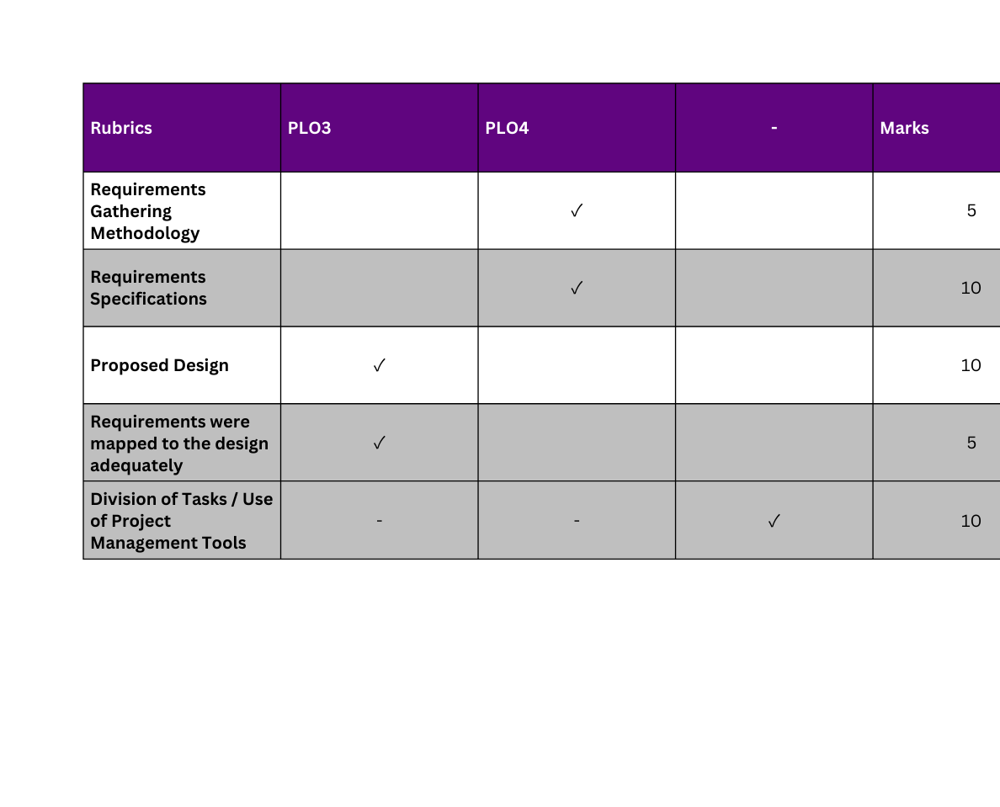 Rubrics PLO3 PLO4 - Marks
Requirements
Gathering
Methodology
✓ 5
Requirements
Specifications
✓ 10
Proposed Design ✓ 10
Requirements were
mapped to the design
adequately
✓ 5
Division of Tasks / Use
of Project
Management Tools
- - ✓ 10